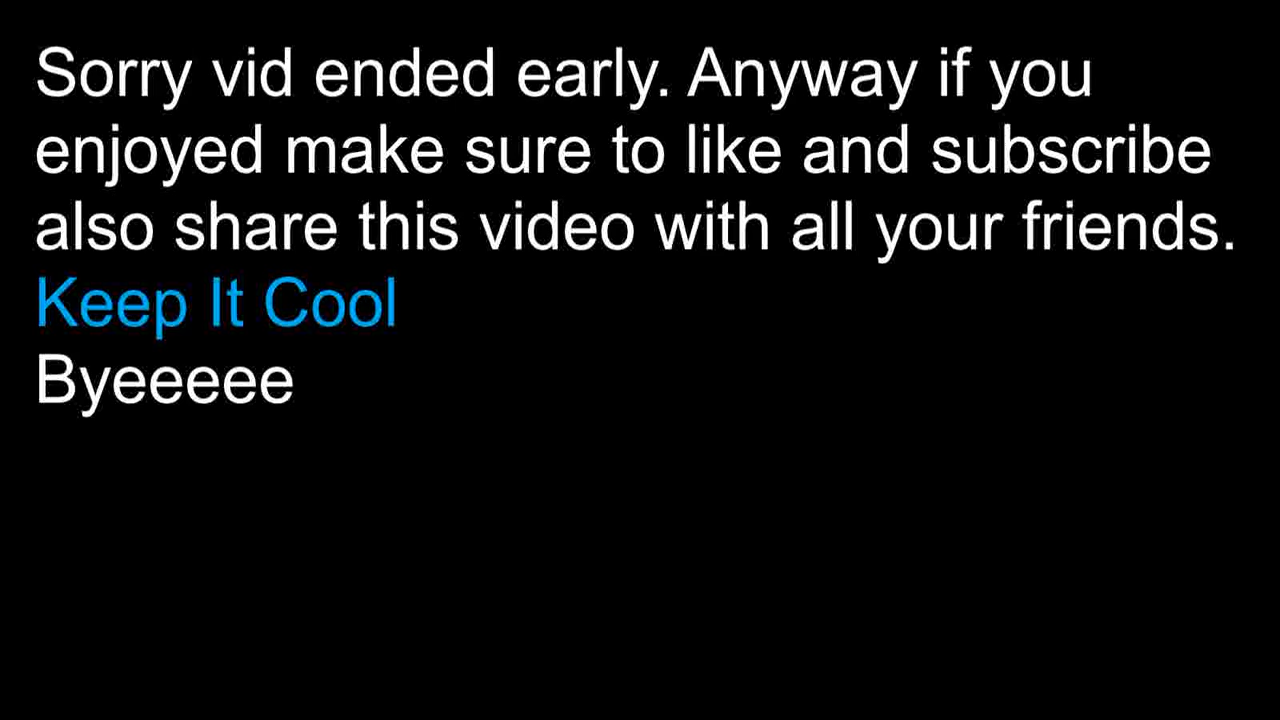 Sorry vid ended early. Anyway if you
enjoyed make sure to like and subscribe
also share this video with all your friends.
Keep It Cool
Byeeeee